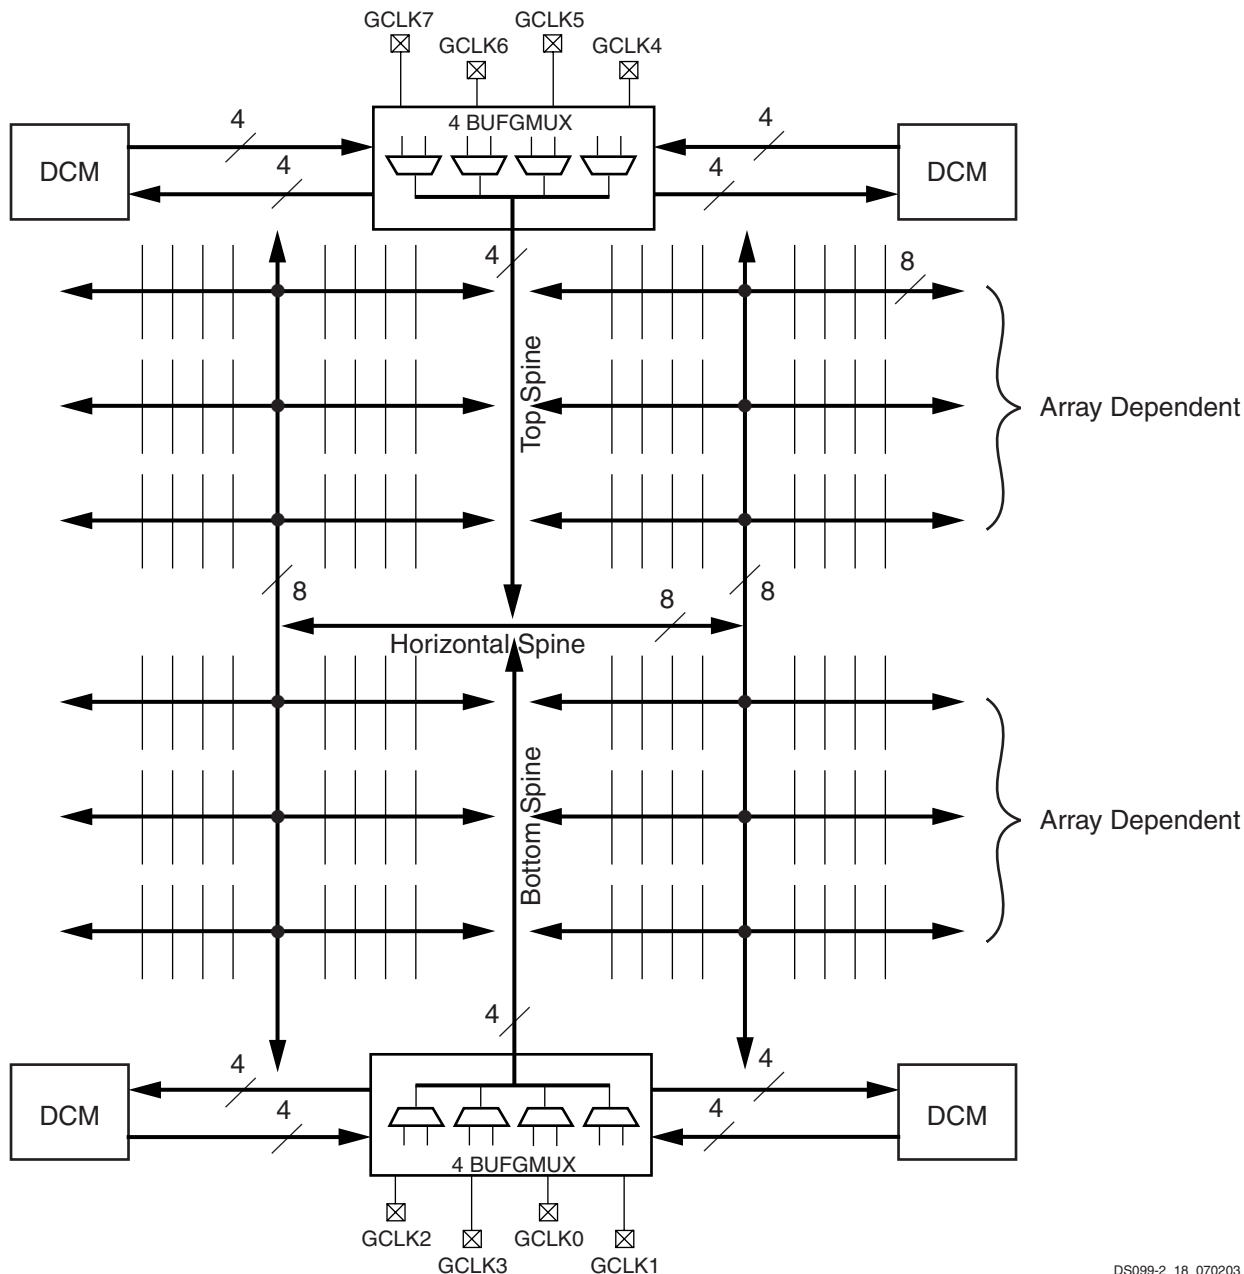 GCLK7
GCLK5
GCLK6
GCLK4
4
4 BUFGMUX
4
DCM
DCM
4
4
4
8
Top Spine
Array Dependent
8
8
8
Horizontal Spine
Bottom Spine
Array Dependent
4
4
4
DCM
4
4
DCM
4 BUFGMUX
GCLK2
GCLK0
GCLK3
GCLK1
DS099-2_18_070203